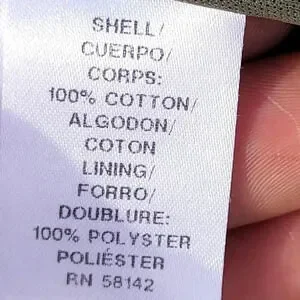 SHELL/
CUERPO/
CORPS:
100% COTTON/
ALGODON/
COTON
LINING/
FORRO/
DOUBLURE:
100% POLYSTER
POLIÉSTER
RN 58142